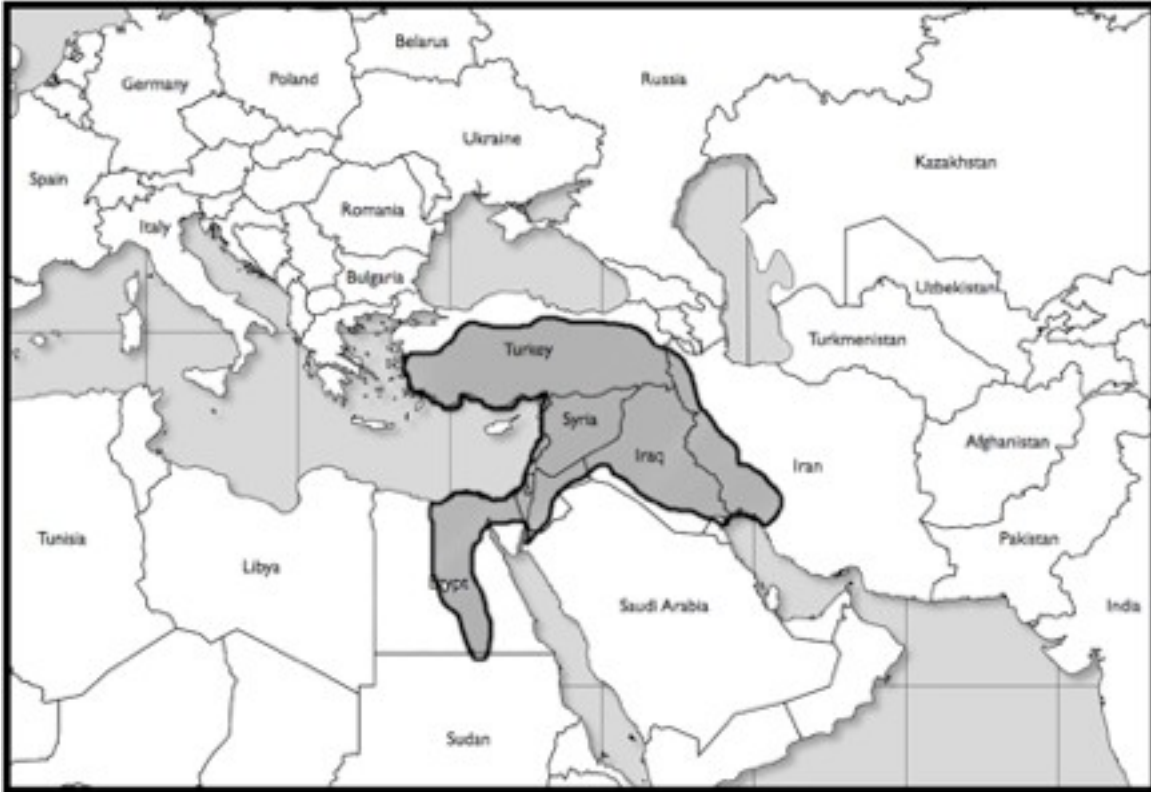 Belarus
Germany
Poland
Russia
Ukraine
Kazakhstan
Spain
Romania
Italy
Bulgaria
Uzbekistan
Turkmenistan
Turkey
Syria
Afghanistan
Iraq
Iran
Tunisia
Libya
Pakistan
Egypt
Saudi Arabia
India
Sudan